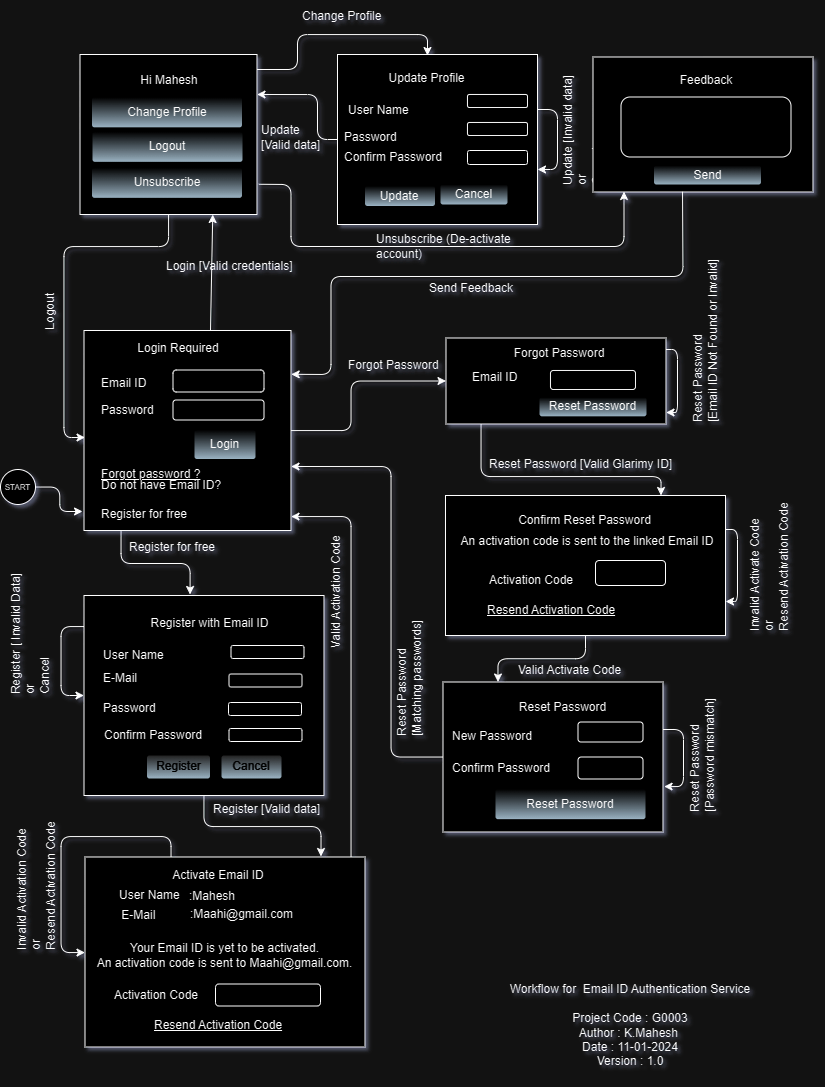 Change Profile
Hi Mahesh
Change Profile
Logout
Unsubscribe
Update
[Valid data]
Update Profile
User Name
Password
Confirm Password
Update
Cancel
Update [Invalid data]
or
Feedback
Send
Unsubscribe (De-activate
account)
Login [Valid credentials]
Send Feedback
Logout
Login Required
Email ID
Password
Login
Forgot password ?
Do not have Email ID?
Register for free
START
Forgot Password
Forgot Password
Email ID
Reset Password
Reset Password
[Email ID Not Found or Invalid]
Reset Password [Valid Glarimy ID]
Confirm Reset Password
An activation code is sent to the linked Email ID
Activation Code
Resend Activation Code
Invalid Activate Code
or
Resend Activation Code
Register for free
Valid Activation Code
Register [ Invalid Data]
or
Cancel
Register with Email ID
User Name
E-Mail
Password
Confirm Password
Register
Cancel
Reset Password
[Matching passwords]
Valid Activate Code
Reset Password
New Password
Confirm Password
Reset Password
Reset Password
[Password mismatch]
Register [Valid data]
Invalid Activation Code
or
Resend Activation Code
Activate Email ID
User Name :Mahesh
E-Mail :Maahi@gmail.com
Your Email ID is yet to be activated.
An activation code is sent to Maahi@gmail.com.
Activation Code
Resend Activation Code
Workflow for Email ID Authentication Service
Project Code : G0003
Author : K.Mahesh
Date : 11-01-2024
Version : 1.0